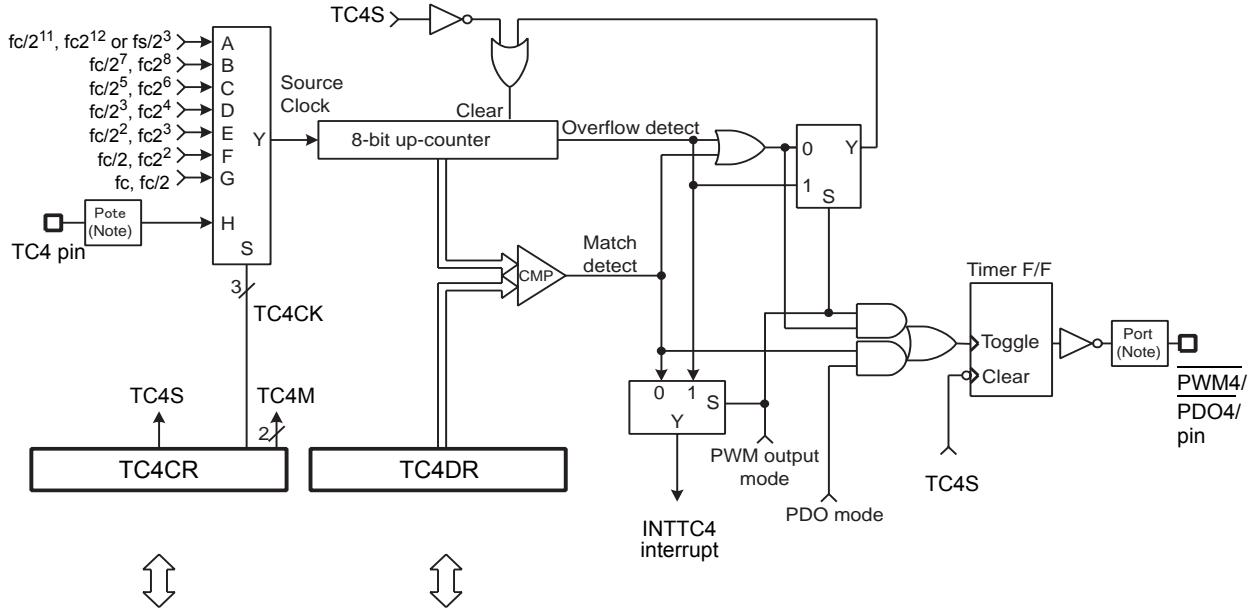 TC4S
fc/2¹¹, fc2¹² or fs/2³
A
fc/2⁷, fc2⁸
B
fc/2⁵, fc2⁶
C
fc/2³, fc2⁴
D
fc/2², fc2³
E
fc/2, fc2²
F
fc, fc/2
G
H
Y
S
Source
Clock
Clear
8-bit up-counter
Overflow detect
0
1
Y
S
Pote
(Note)
TC4 pin
3
TC4CK
CMP
Match
detect
Timer F/F
Toggle
Clear
Port
(Note)
PWM4/
PDO4/
pin
TC4S
TC4M
2
0
1
S
Y
TC4CR
TC4DR
PWM output
mode
PDO mode
TC4S
INTTC4
interrupt